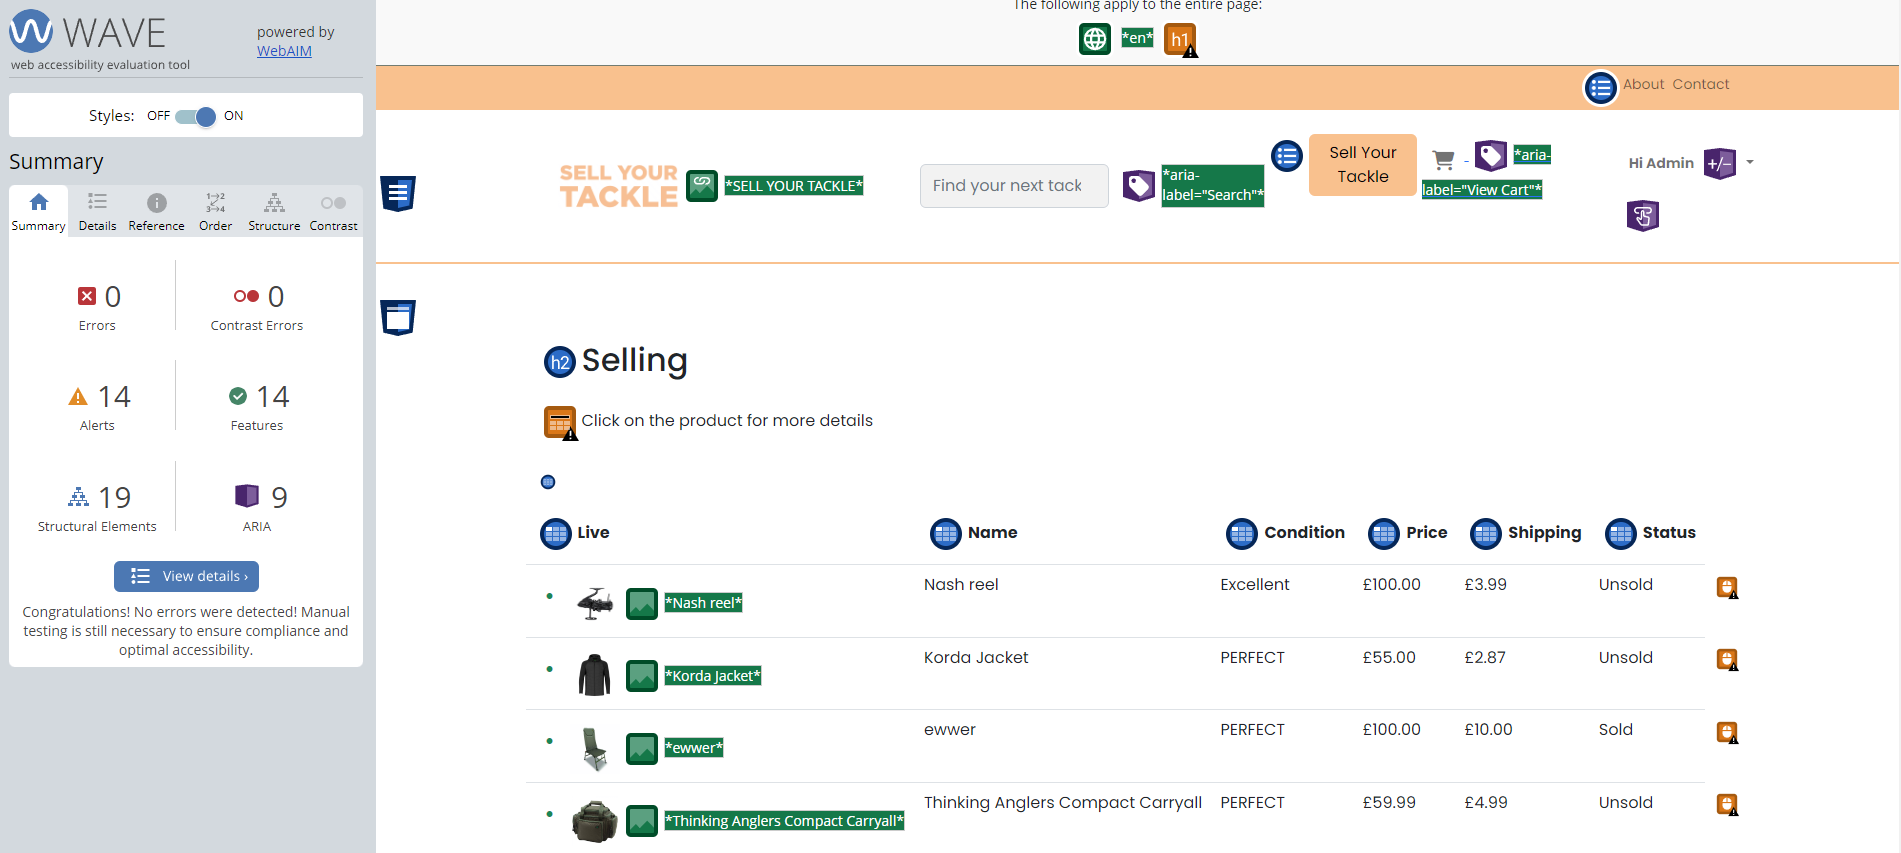 WAVE
web accessibility evaluation tool
powered by
WebAIM
Styles: OFF ON
Summary
Summary Details Reference Order Structure Contrast
0
Errors
0
Contrast Errors
14
Alerts
14
Features
19
Structural Elements
9
ARIA
View details ›
Congratulations! No errors were detected! Manual
testing is still necessary to ensure compliance and
optimal accessibility.
The following apply to the entire page:
*en* h1
About Contact
SELL YOUR
TACKLE
*SELL YOUR TACKLE*
Find your next tack
*aria-
label="Search"*
Sell Your
Tackle
- *aria-
label="View Cart"*
Hi Admin +/-
h2 Selling
Click on the product for more details
Live Name Condition Price Shipping Status
*Nash reel* Nash reel Excellent £100.00 £3.99 Unsold
*Korda Jacket* Korda Jacket PERFECT £55.00 £2.87 Unsold
*ewwer* ewwer PERFECT £100.00 £10.00 Sold
*Thinking Anglers Compact Carryall* Thinking Anglers Compact Carryall PERFECT £59.99 £4.99 Unsold